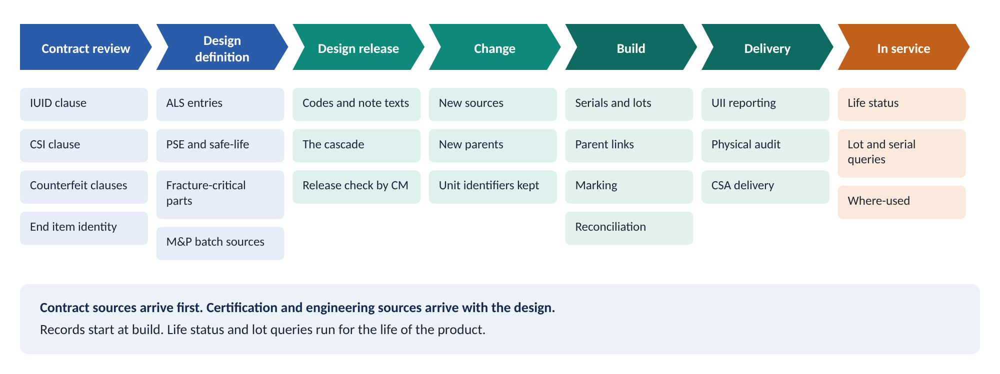 Contract review
Design
definition
Design release
Change
Build
Delivery
In service
IUID clause
CSI clause
Counterfeit clauses
End item identity
ALS entries
PSE and safe-life
Fracture-critical
parts
M&P batch sources
Codes and note texts
The cascade
Release check by CM
New sources
New parents
Unit identifiers kept
Serials and lots
Parent links
Marking
Reconciliation
UII reporting
Physical audit
CSA delivery
Life status
Lot and serial
queries
Where-used
Contract sources arrive first. Certification and engineering sources arrive with the design.
Records start at build. Life status and lot queries run for the life of the product.